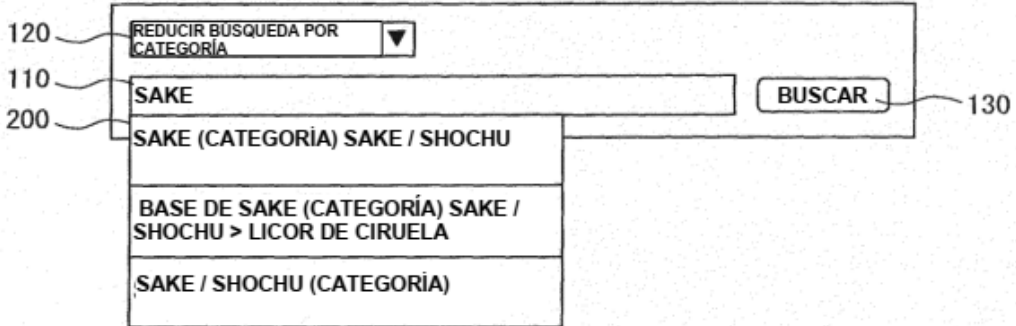 120
REDUCIR BÚSQUEDA POR
CATEGORÍA
110
SAKE
BUSCAR
130
200
SAKE (CATEGORÍA) SAKE / SHOCHU
BASE DE SAKE (CATEGORÍA) SAKE /
SHOCHU > LICOR DE CIRUELA
SAKE / SHOCHU (CATEGORÍA)